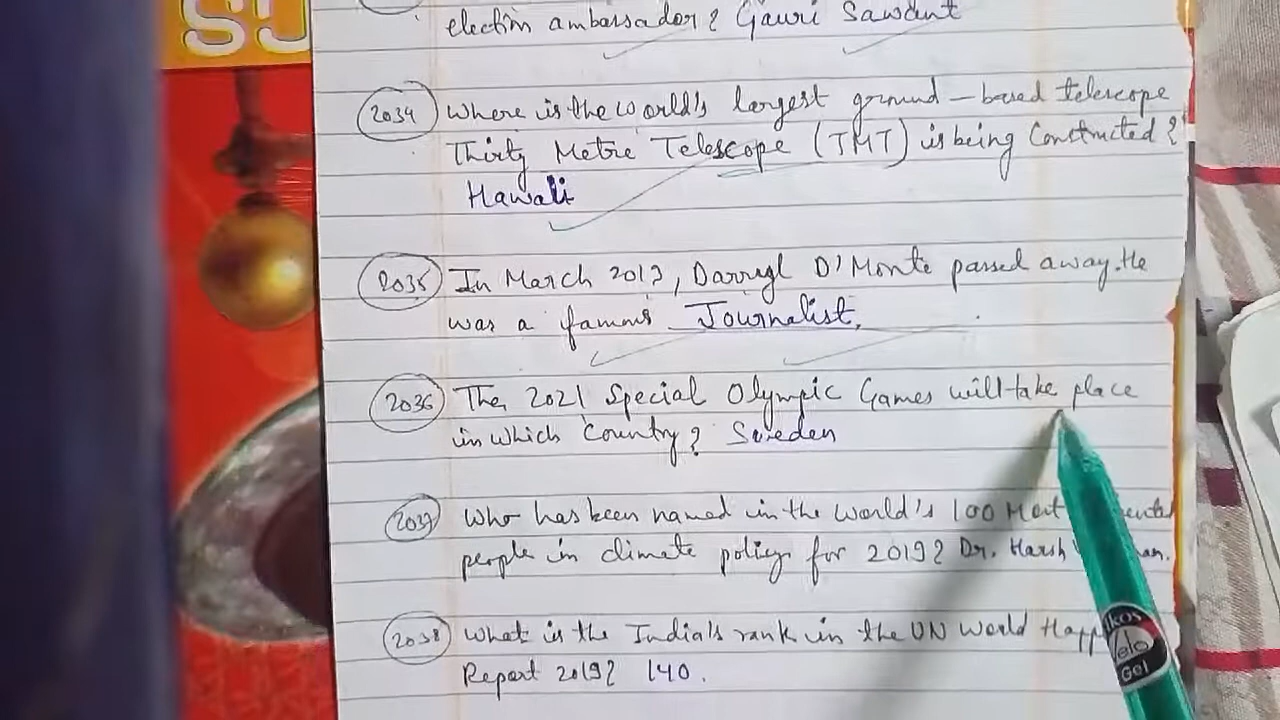 election ambassador? Gauri Sawant
2034 Where is the world's largest ground-based telescope
Thirty Metre Telescope (TMT) is being Constructed?
Hawaii
2035 In March 2019, Darryl D'Monte passed away. He
was a famous Journalist.
2036 The 2021 Special Olympic Games will take place
in which Country? Sweden
2037 Who has been named in the world's 100 Most
people in climate policy for 2019? Dr. Harsh
2038 What is the India's rank in the UN World
Report 2019? 140.
Gel